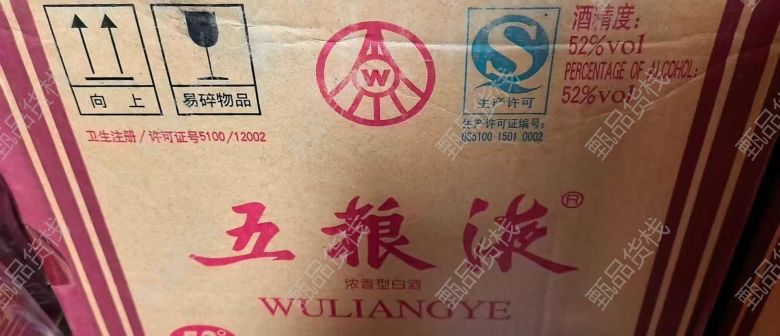 向上
易碎物品
W
S
生产许可
生产许可证编号:
QS5100 1501 0002
酒精度:
52%vol
PERCENTAGE OF ALCOHOL:
52%vol
卫生注册/许可证号5100/12002
五粮液®
浓香型白酒
WULIANGYE
甄品货栈